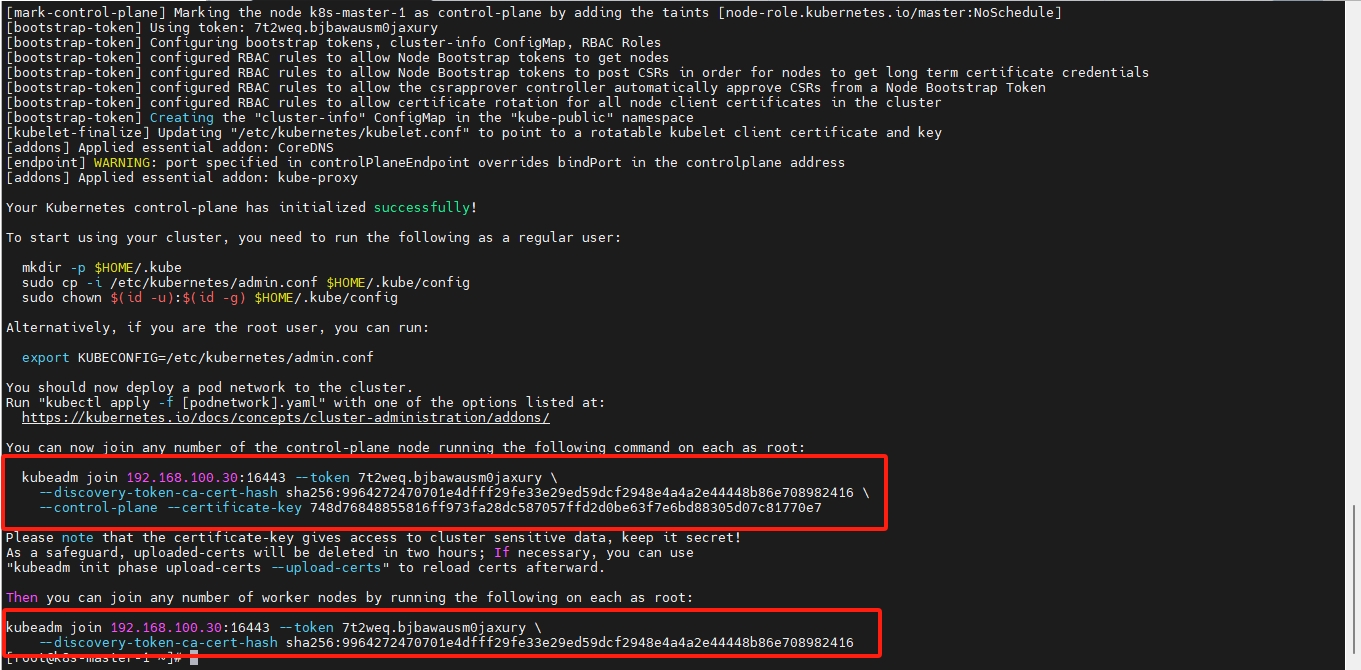 [mark-control-plane] Marking the node k8s-master-1 as control-plane by adding the taints [node-role.kubernetes.io/master:NoSchedule]
[bootstrap-token] Using token: 7t2weq.bjbawausm0jaxury
[bootstrap-token] Configuring bootstrap tokens, cluster-info ConfigMap, RBAC Roles
[bootstrap-token] configured RBAC rules to allow Node Bootstrap tokens to get nodes
[bootstrap-token] configured RBAC rules to allow Node Bootstrap tokens to post CSRs in order for nodes to get long term certificate credentials
[bootstrap-token] configured RBAC rules to allow the csrapprover controller automatically approve CSRs from a Node Bootstrap Token
[bootstrap-token] configured RBAC rules to allow certificate rotation for all node client certificates in the cluster
[bootstrap-token] Creating the "cluster-info" ConfigMap in the "kube-public" namespace
[kubelet-finalize] Updating "/etc/kubernetes/kubelet.conf" to point to a rotatable kubelet client certificate and key
[addons] Applied essential addon: CoreDNS
[endpoint] WARNING: port specified in controlPlaneEndpoint overrides bindPort in the controlplane address
[addons] Applied essential addon: kube-proxy
Your Kubernetes control-plane has initialized successfully!
To start using your cluster, you need to run the following as a regular user:
mkdir -p $HOME/.kube
sudo cp -i /etc/kubernetes/admin.conf $HOME/.kube/config
sudo chown $(id -u):$(id -g) $HOME/.kube/config
Alternatively, if you are the root user, you can run:
export KUBECONFIG=/etc/kubernetes/admin.conf
You should now deploy a pod network to the cluster.
Run "kubectl apply -f [podnetwork].yaml" with one of the options listed at:
https://kubernetes.io/docs/concepts/cluster-administration/addons/
You can now join any number of the control-plane node running the following command on each as root:
kubeadm join 192.168.100.30:16443 --token 7t2weq.bjbawausm0jaxury \
--discovery-token-ca-cert-hash sha256:9964272470701e4dfff29fe33e29ed59dcf2948e4a4a2e44448b86e708982416 \
--control-plane --certificate-key 748d76848855816ff973fa28dc587057ffd2d0be63f7e6bd88305d07c81770e7
Please note that the certificate-key gives access to cluster sensitive data, keep it secret!
As a safeguard, uploaded-certs will be deleted in two hours; If necessary, you can use
"kubeadm init phase upload-certs --upload-certs" to reload certs afterward.
Then you can join any number of worker nodes by running the following on each as root:
kubeadm join 192.168.100.30:16443 --token 7t2weq.bjbawausm0jaxury \
--discovery-token-ca-cert-hash sha256:9964272470701e4dfff29fe33e29ed59dcf2948e4a4a2e44448b86e708982416
[root@k8s-master-1 ~]#